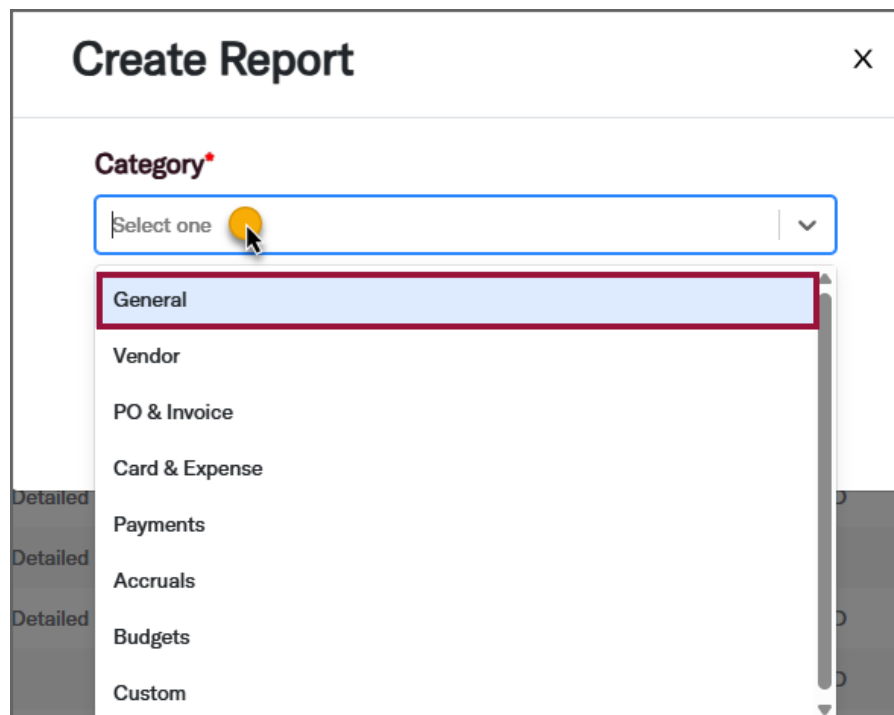 Create Report
Category*
Select one
General
Vendor
PO & Invoice
Card & Expense
Detailed
Payments
Detailed
Accruals
Detailed
Budgets
Custom